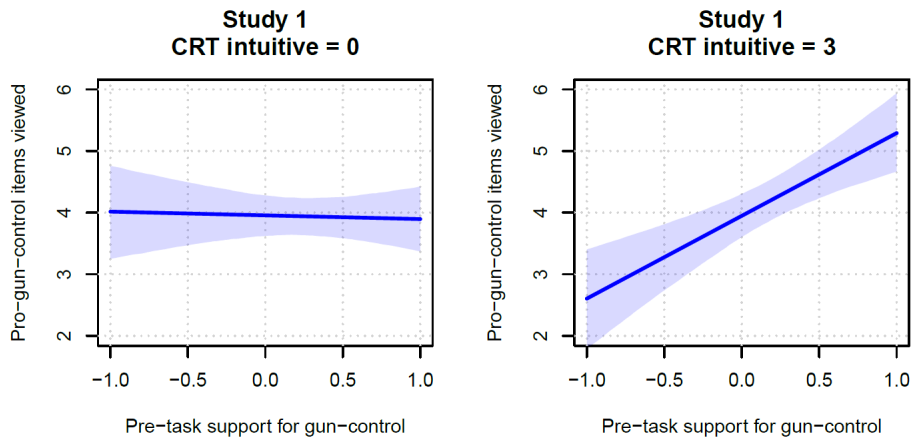 Study 1
CRT intuitive = 0
Pro−gun−control items viewed
6
5
4
3
2
−1.0 −0.5 0.0 0.5 1.0
Pre−task support for gun−control
Study 1
CRT intuitive = 3
Pro−gun−control items viewed
6
5
4
3
2
−1.0 −0.5 0.0 0.5 1.0
Pre−task support for gun−control